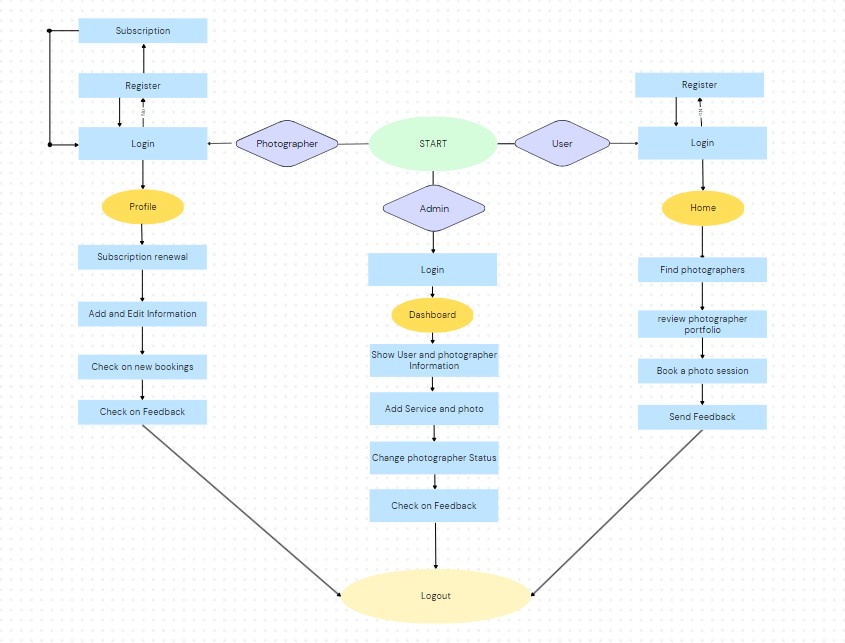 Subscription
Register
Login
Photographer
START
User
Register
Login
Profile
Admin
Home
Subscription renewal
Login
Find photographers
Add and Edit Information
Dashboard
review photographer
portfolio
Check on new bookings
Show User and photographer
Information
Book a photo session
Check on Feedback
Add Service and photo
Send Feedback
Change photographer Status
Check on Feedback
Logout